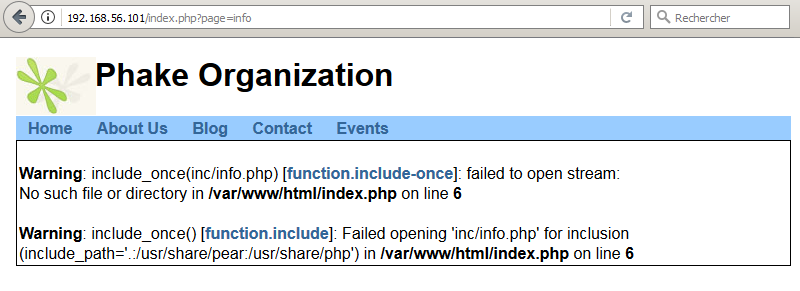 192.168.56.101/index.php?page=info
Rechercher
Phake Organization
Home About Us Blog Contact Events
Warning: include_once(inc/info.php) [function.include-once]: failed to open stream:
No such file or directory in /var/www/html/index.php on line 6
Warning: include_once() [function.include]: Failed opening 'inc/info.php' for inclusion
(include_path='.:/usr/share/pear:/usr/share/php') in /var/www/html/index.php on line 6